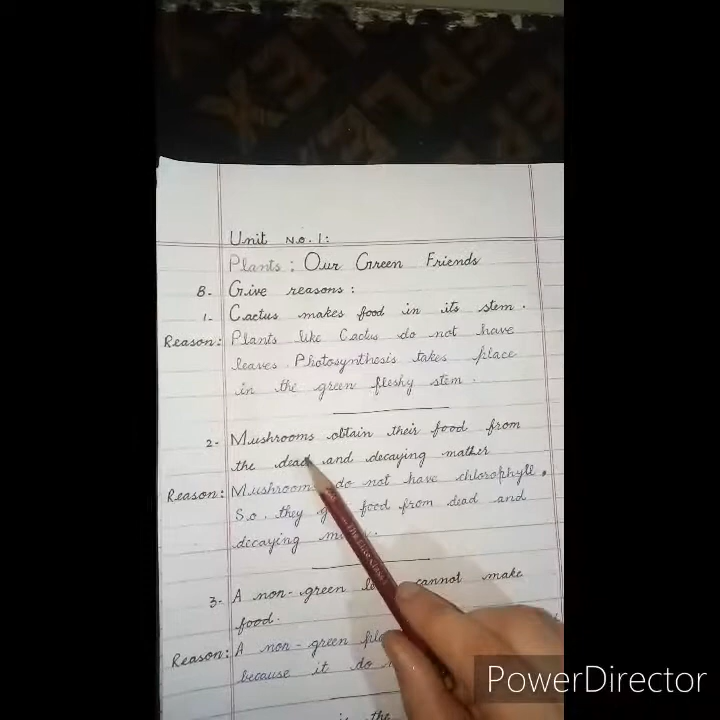 Unit No. 1:
Plants: Our Green Friends
B- Give reasons:
1- Cactus makes food in its stem.
Reason: Plants like Cactus do not have
leaves. Photosynthesis takes place
in the green fleshy stem.
2- Mushrooms obtain their food from
the dead and decaying matter
Reason: Mushroom do not have chlorophyll.
So, they food from dead and
decaying
3- A non-green cannot make
food.
Reason: A non-green
because it do
is the
PowerDirector